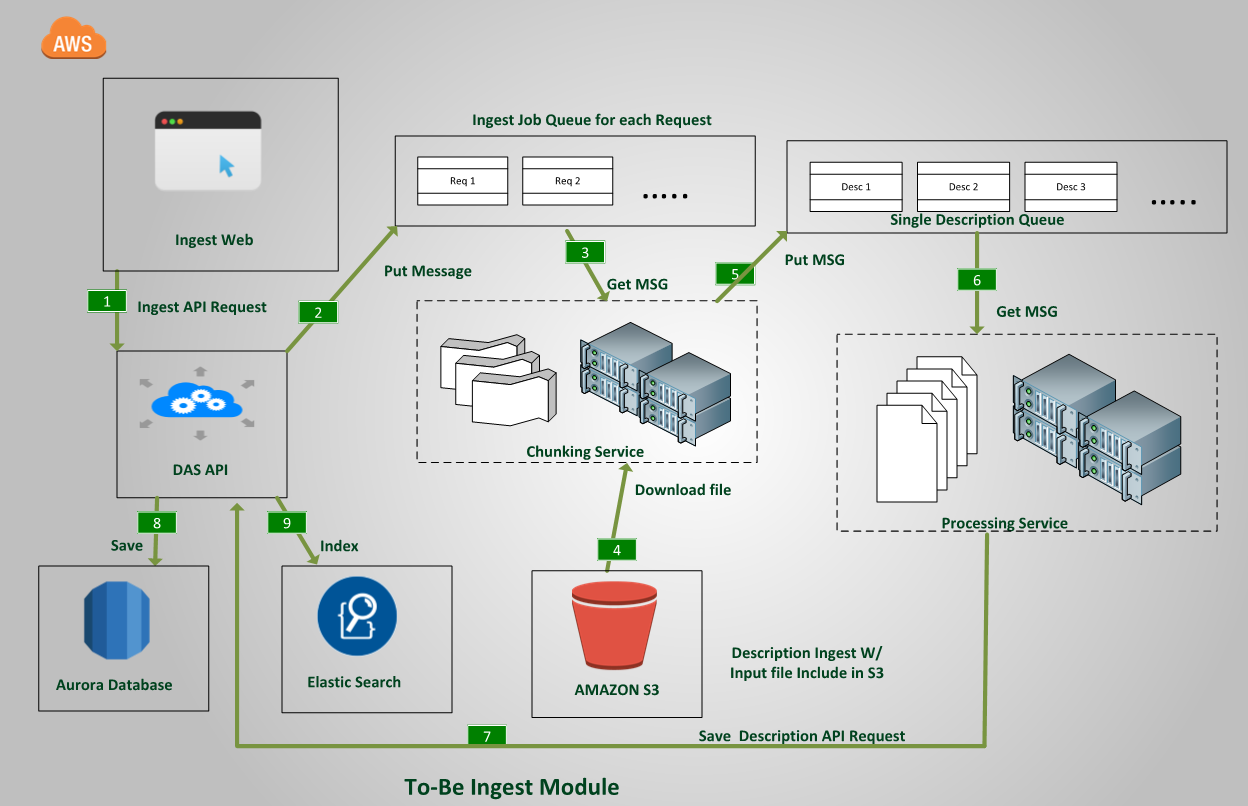 AWS
Ingest Job Queue for each Request
Req 1
Req 2
.....
Desc 1
Desc 2
Desc 3
.....
Single Description Queue
Ingest Web
1
Ingest API Request
2
Put Message
3
Get MSG
5
Put MSG
6
Get MSG
DAS API
Chunking Service
Download file
4
Processing Service
8
Save
9
Index
Aurora Database
Elastic Search
AMAZON S3
Description Ingest W/
Input file Include in S3
7
Save Description API Request
To-Be Ingest Module